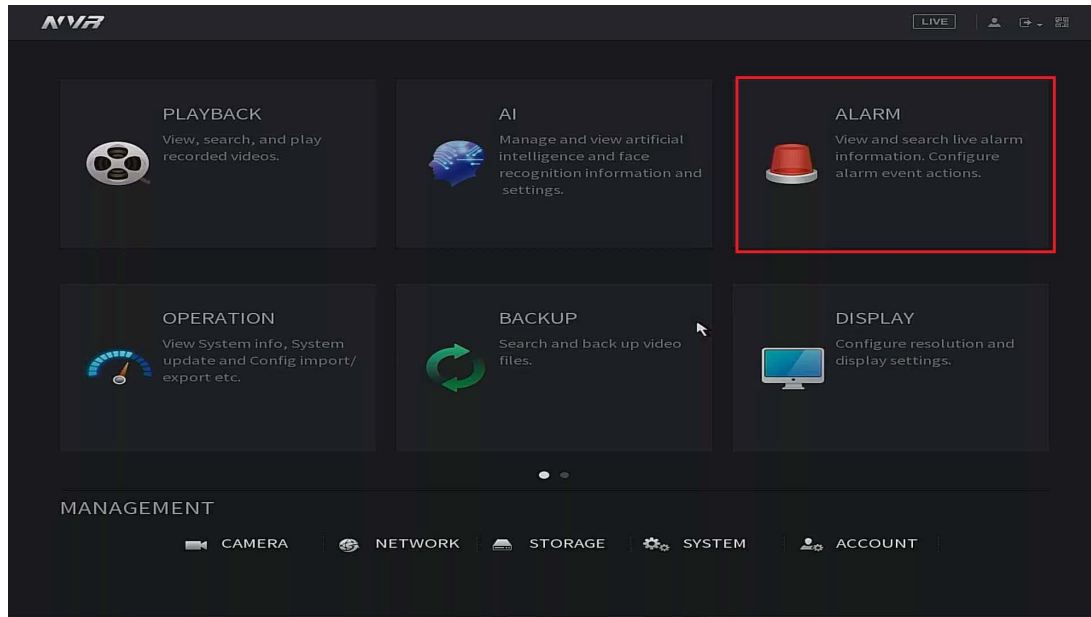 NVR
LIVE
PLAYBACK
View, search, and play
recorded videos.
AI
Manage and view artificial
intelligence and face
recognition information and
settings.
ALARM
View and search live alarm
information. Configure
alarm event actions.
OPERATION
View System info, System
update and Config import/
export etc.
BACKUP
Search and back up video
files.
DISPLAY
Configure resolution and
display settings.
MANAGEMENT
CAMERA NETWORK STORAGE SYSTEM ACCOUNT